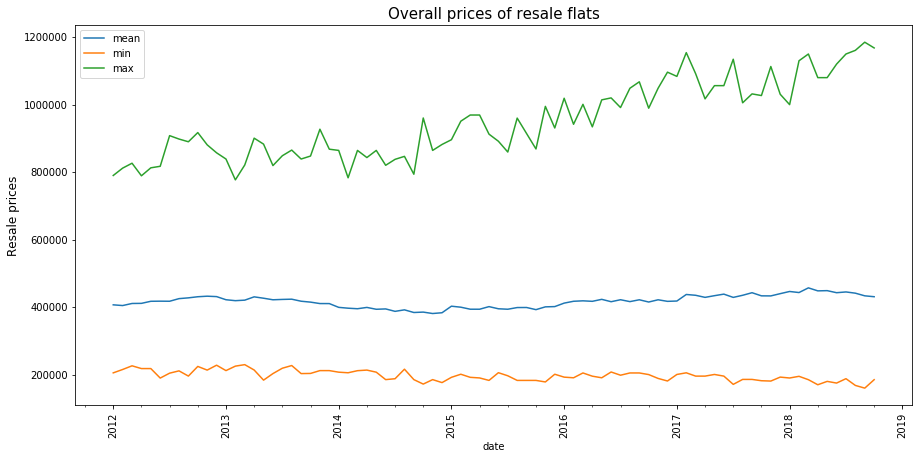 Overall prices of resale flats
mean
min
max
1200000
1000000
800000
600000
400000
200000
Resale prices
2012
2013
2014
2015
2016
2017
2018
2019
date